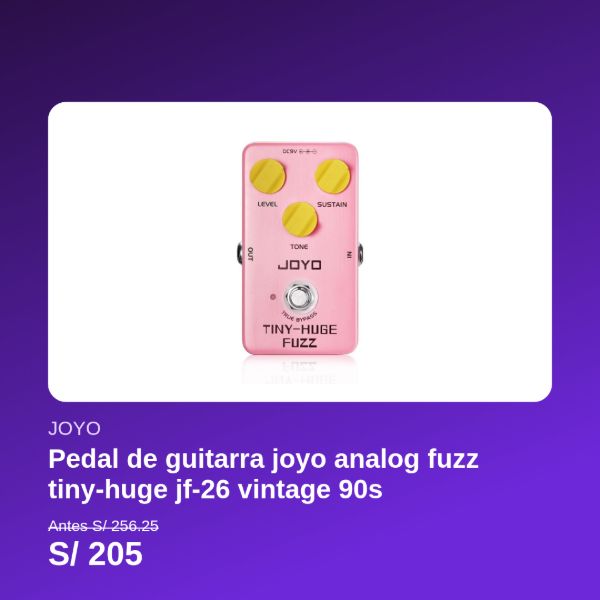 DC9V
LEVEL
SUSTAIN
TONE
OUT
IN
JOYO
TRUE BYPASS
TINY-HUGE
FUZZ
JOYO
Pedal de guitarra joyo analog fuzz
tiny-huge jf-26 vintage 90s
Antes S/ 256.25
S/ 205